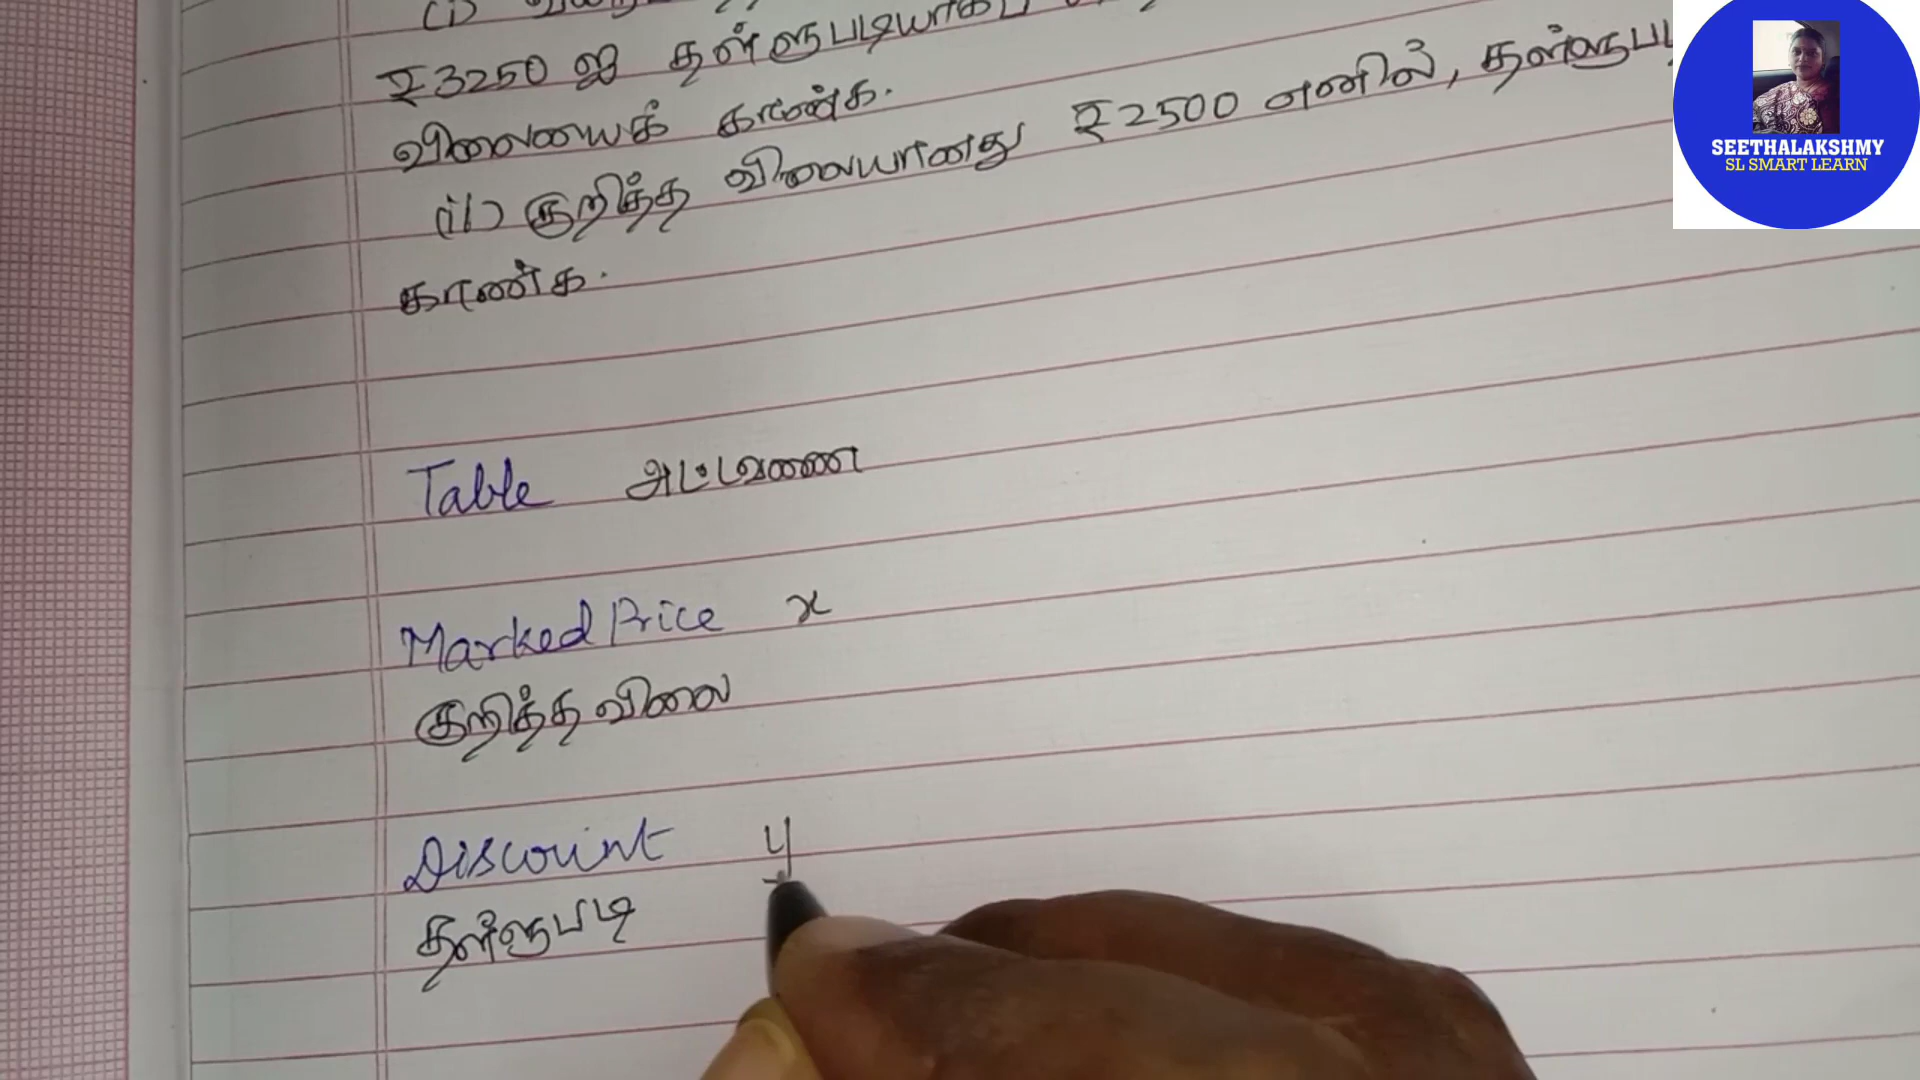 (i)
₹3250 ஐ தள்ளுபடியாகப்
விலையைக் காண்க.
(ii) குறித்த விலையானது ₹2500 எனில், தள்ளுபடி
காண்க.
Table அட்டவணை
Marked Price x
குறித்த விலை
Discount y
தள்ளுபடி
SEETHALAKSHMY
SL SMART LEARN